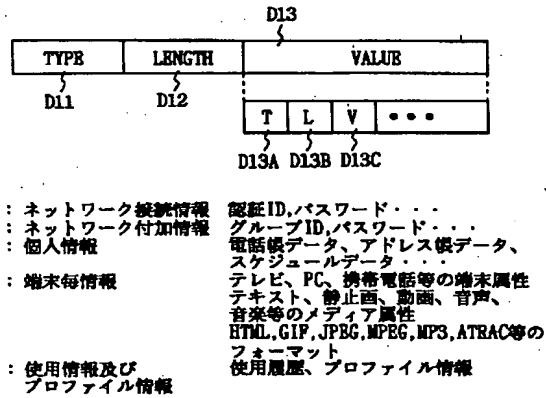 D13
TYPE LENGTH VALUE
D11 D12
T L V •••
D13A D13B D13C
: ネットワーク接続情報 認証ID,パスワード・・・
: ネットワーク付加情報 グループID,パスワード・・・
: 個人情報 電話帳データ、アドレス帳データ、
スケジュールデータ・・・
: 端末毎情報 テレビ、PC、携帯電話等の端末属性
テキスト、静止画、動画、音声、
音楽等のメディア属性
HTML,GIF,JPEG,MPEG,MP3,ATRAC等の
フォーマット
: 使用情報及び 使用履歴、プロファイル情報
プロファイル情報